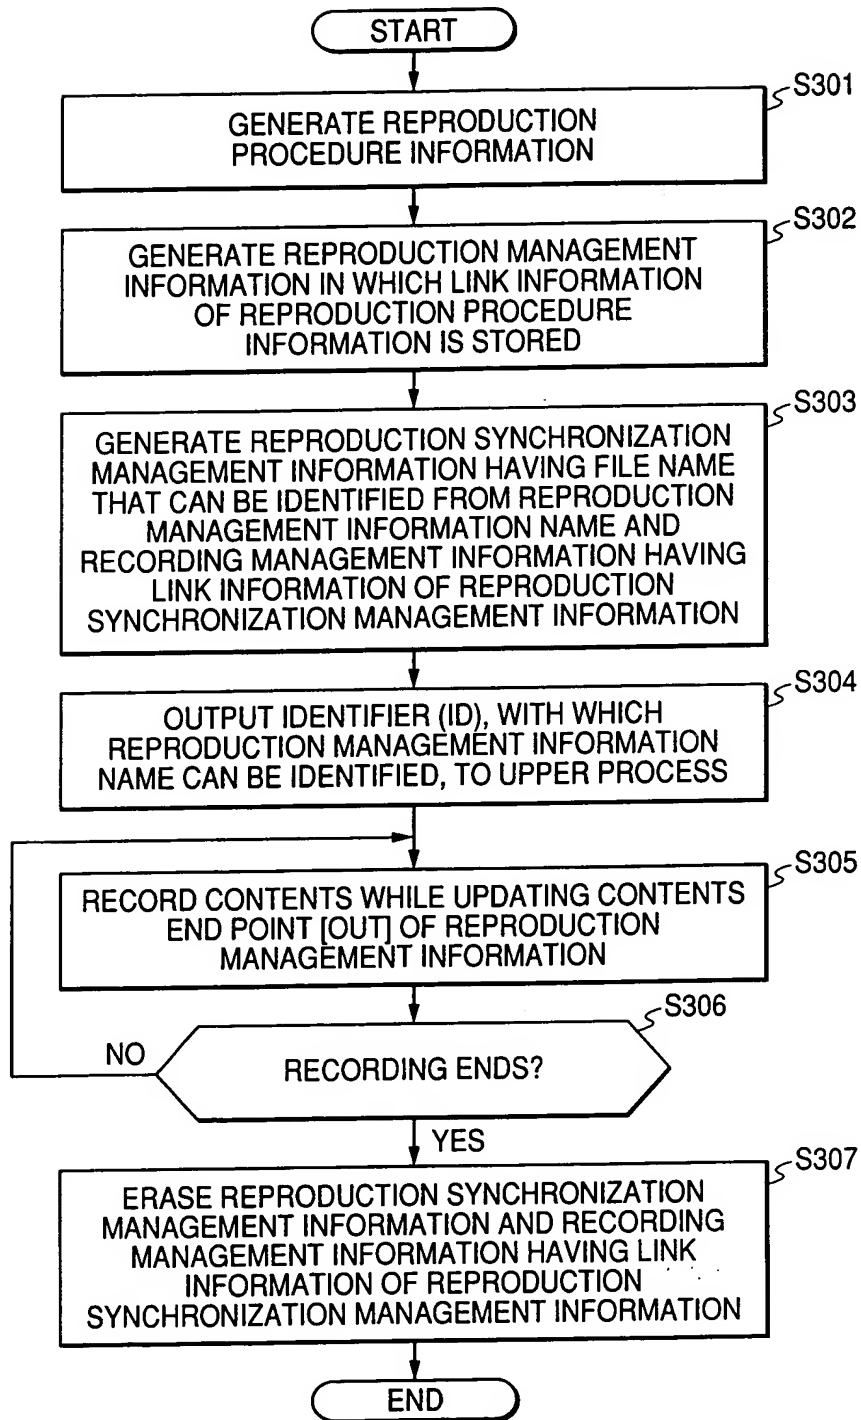 START
S301
GENERATE REPRODUCTION
PROCEDURE INFORMATION
S302
GENERATE REPRODUCTION MANAGEMENT
INFORMATION IN WHICH LINK INFORMATION
OF REPRODUCTION PROCEDURE
INFORMATION IS STORED
S303
GENERATE REPRODUCTION SYNCHRONIZATION
MANAGEMENT INFORMATION HAVING FILE NAME
THAT CAN BE IDENTIFIED FROM REPRODUCTION
MANAGEMENT INFORMATION NAME AND
RECORDING MANAGEMENT INFORMATION HAVING
LINK INFORMATION OF REPRODUCTION
SYNCHRONIZATION MANAGEMENT INFORMATION
S304
OUTPUT IDENTIFIER (ID), WITH WHICH
REPRODUCTION MANAGEMENT INFORMATION
NAME CAN BE IDENTIFIED, TO UPPER PROCESS
S305
RECORD CONTENTS WHILE UPDATING CONTENTS
END POINT [OUT] OF REPRODUCTION
MANAGEMENT INFORMATION
S306
NO
RECORDING ENDS?
YES
S307
ERASE REPRODUCTION SYNCHRONIZATION
MANAGEMENT INFORMATION AND RECORDING
MANAGEMENT INFORMATION HAVING LINK
INFORMATION OF REPRODUCTION
SYNCHRONIZATION MANAGEMENT INFORMATION
END